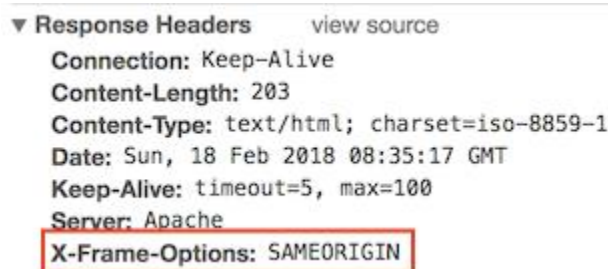 ▼ Response Headers view source
Connection: Keep-Alive
Content-Length: 203
Content-Type: text/html; charset=iso-8859-1
Date: Sun, 18 Feb 2018 08:35:17 GMT
Keep-Alive: timeout=5, max=100
Server: Apache
X-Frame-Options: SAMEORIGIN